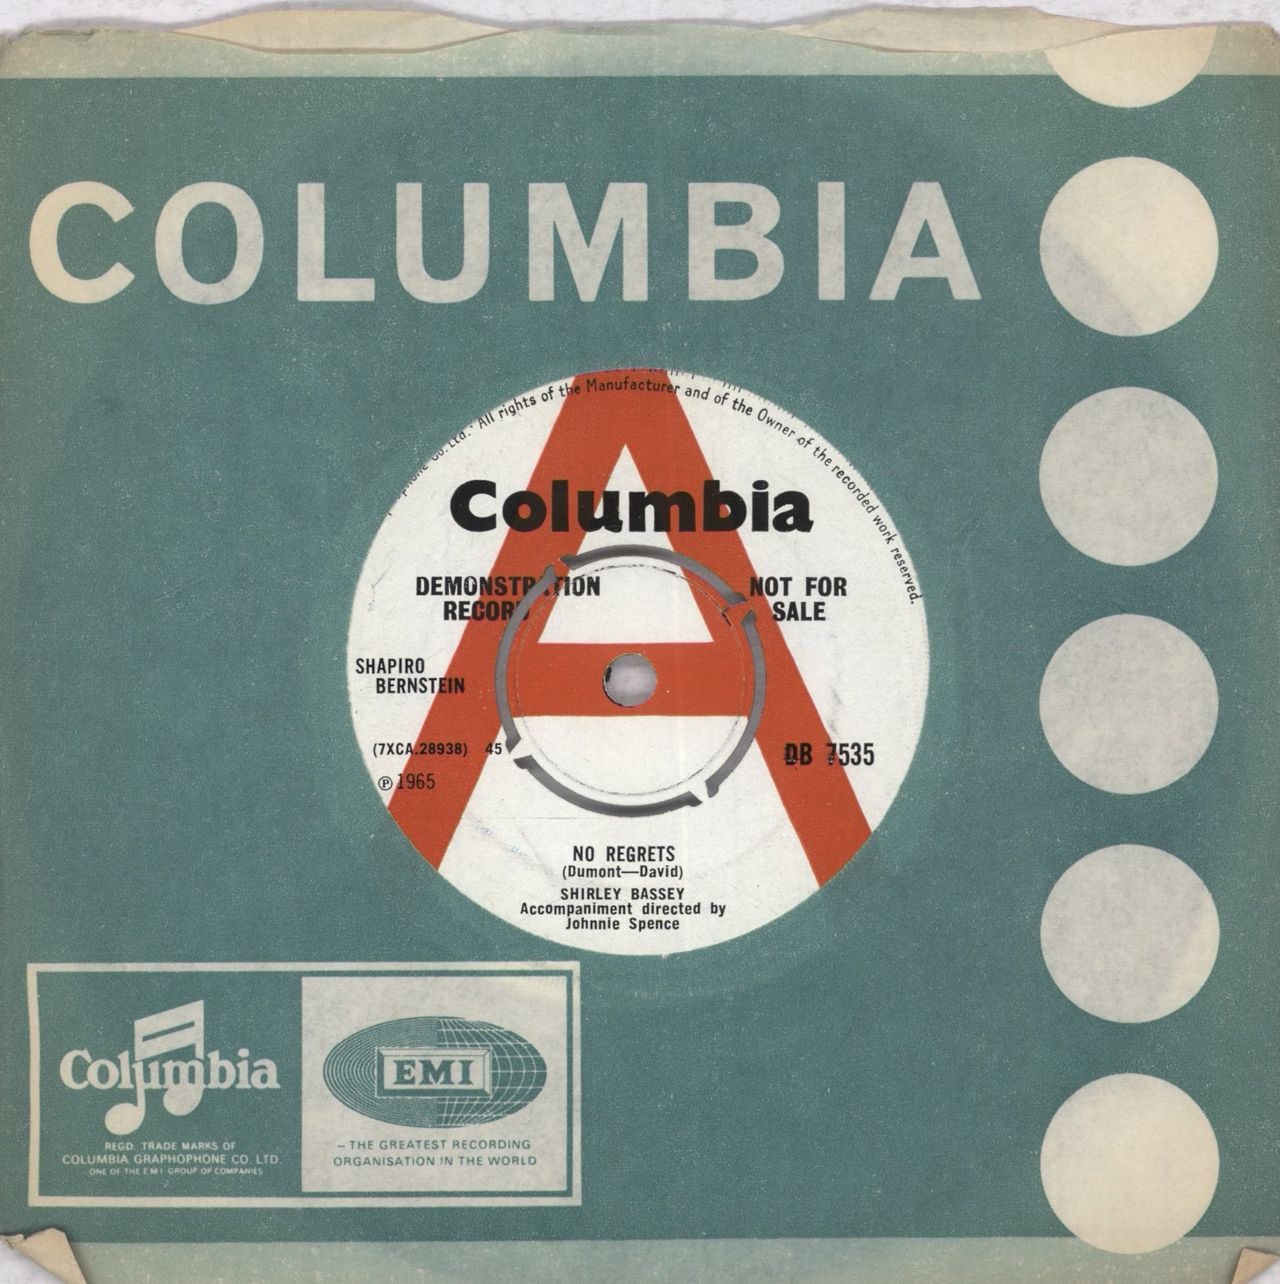 COLUMBIA
Co. Ltd. All rights of the Manufacturer and of the Owner of the recorded work reserved.
Columbia
DEMONSTRATION
RECORD
NOT FOR
SALE
SHAPIRO
BERNSTEIN
(7XCA.28938) 45
℗ 1965
DB 7535
A
NO REGRETS
(Dumont—David)
SHIRLEY BASSEY
Accompaniment directed by
Johnnie Spence
Columbia
REGD. TRADE MARKS OF
COLUMBIA GRAPHOPHONE CO. LTD.
ONE OF THE E M I GROUP OF COMPANIES
EMI
– THE GREATEST RECORDING
ORGANISATION IN THE WORLD